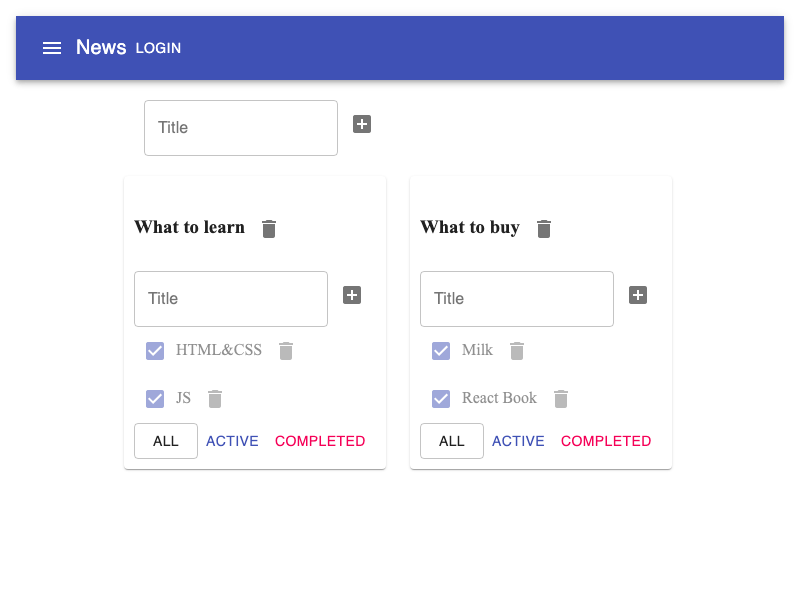 News LOGIN
Title
What to learn
Title
HTML&CSS
JS
ALL ACTIVE COMPLETED
What to buy
Title
Milk
React Book
ALL ACTIVE COMPLETED